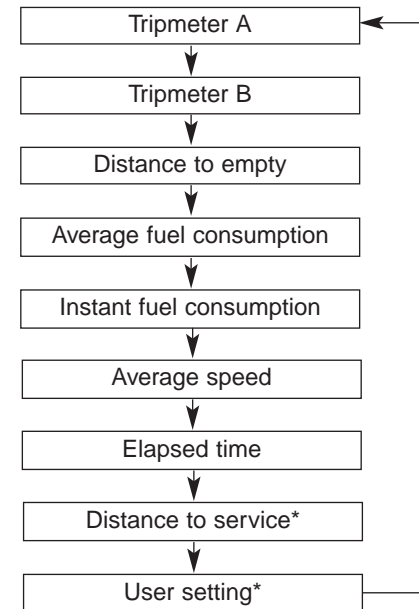 Tripmeter A
Tripmeter B
Distance to empty
Average fuel consumption
Instant fuel consumption
Average speed
Elapsed time
Distance to service*
User setting*